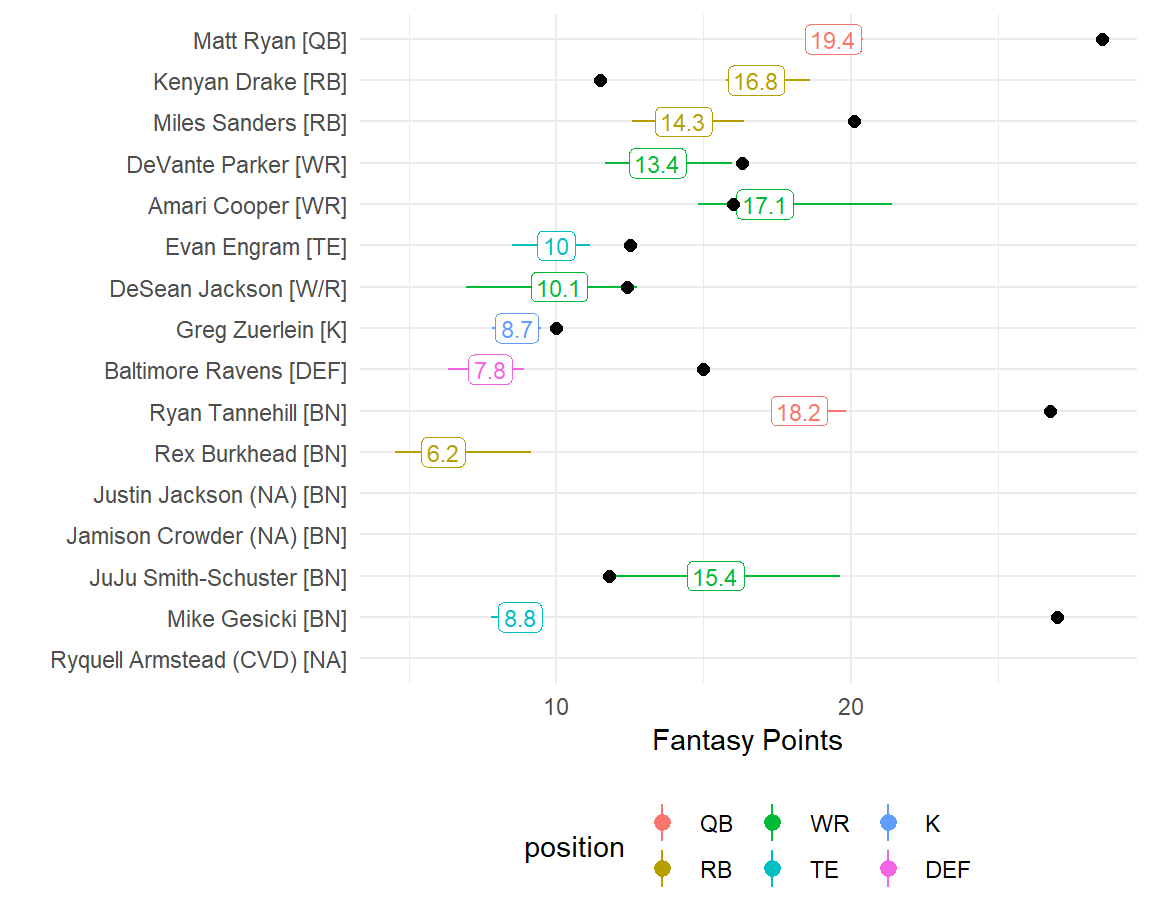 Matt Ryan [QB] 19.4
Kenyan Drake [RB] 16.8
Miles Sanders [RB] 14.3
DeVante Parker [WR] 13.4
Amari Cooper [WR] 17.1
Evan Engram [TE] 10
DeSean Jackson [W/R] 10.1
Greg Zuerlein [K] 8.7
Baltimore Ravens [DEF] 7.8
Ryan Tannehill [BN] 18.2
Rex Burkhead [BN] 6.2
Justin Jackson (NA) [BN]
Jamison Crowder (NA) [BN]
JuJu Smith-Schuster [BN] 15.4
Mike Gesicki [BN] 8.8
Ryquell Armstead (CVD) [NA]
10 20
Fantasy Points
position
QB WR K
RB TE DEF